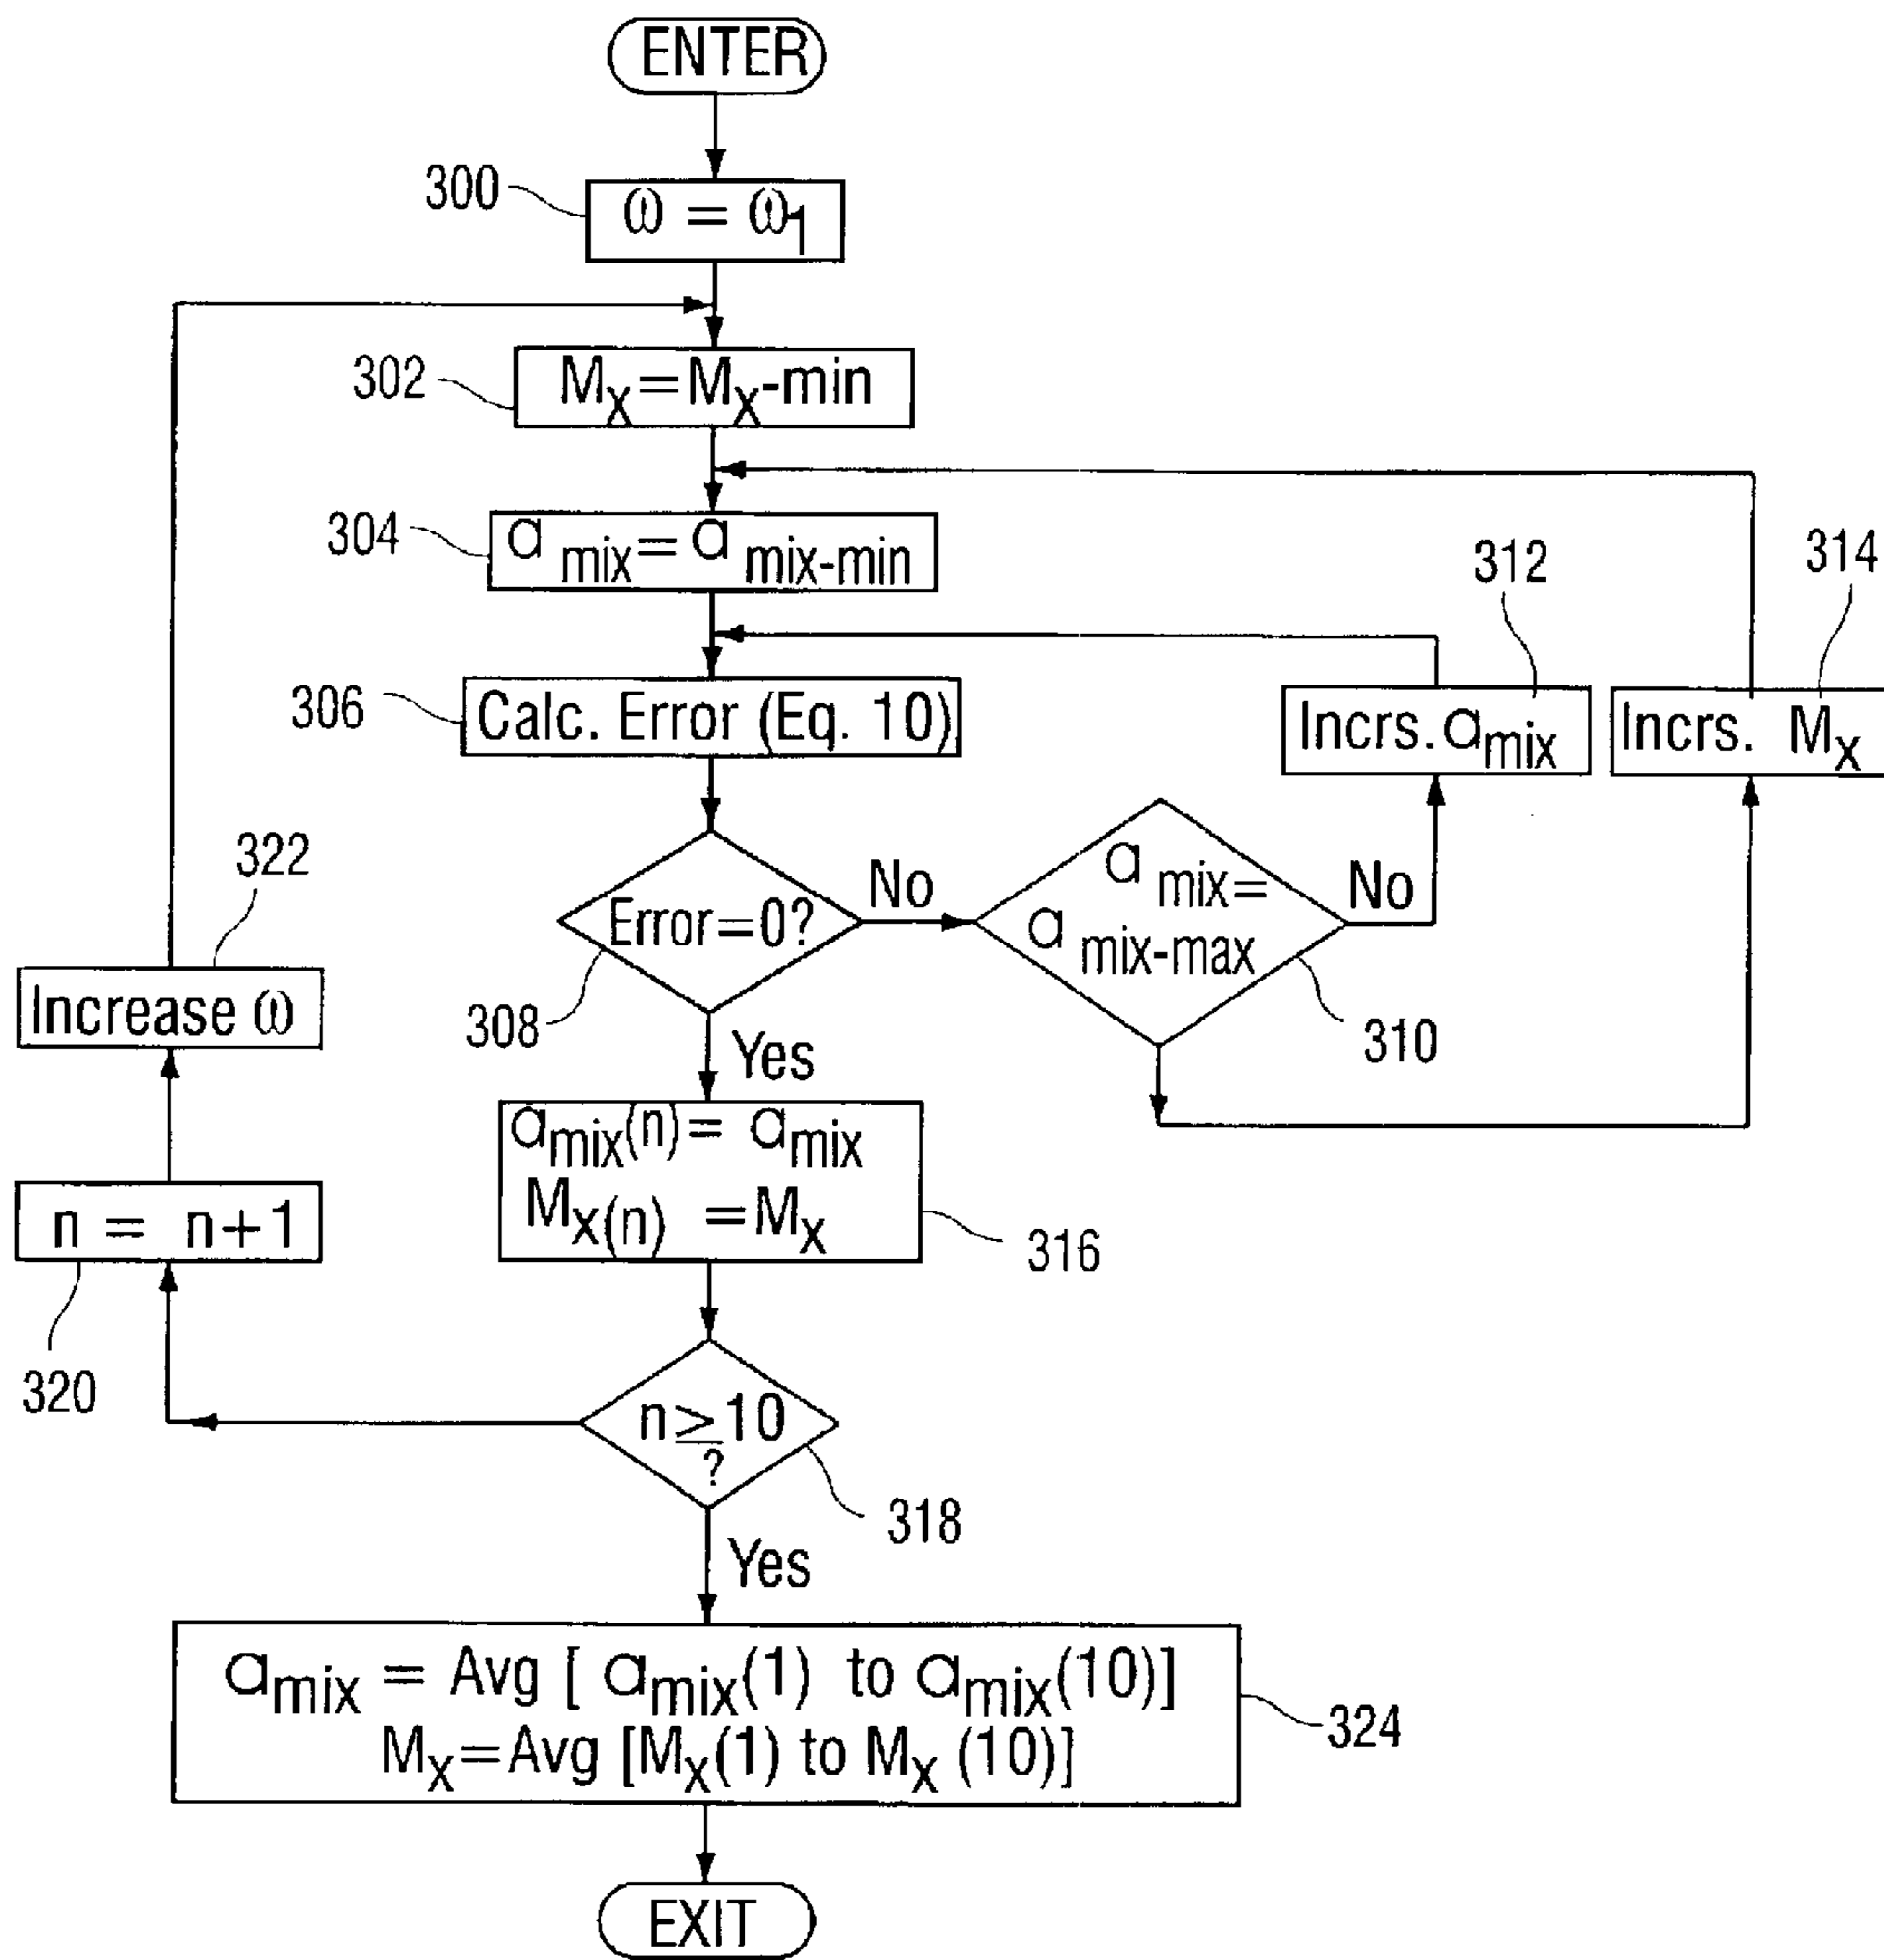 ENTER
300
ω = ω1
302
Mx=Mx-min
304
a mix= a mix-min
312
314
306
Calc. Error (Eq. 10)
Incrs. amix
Incrs. Mx
322
Error=0?
No
a mix=
a mix-max
No
Increase ω
308
310
Yes
amix(n)= amix
Mx(n) =Mx
n = n+1
316
320
n≥10
?
318
Yes
amix = Avg [ amix(1) to amix(10)]
Mx=Avg [Mx(1) to Mx (10)]
324
EXIT